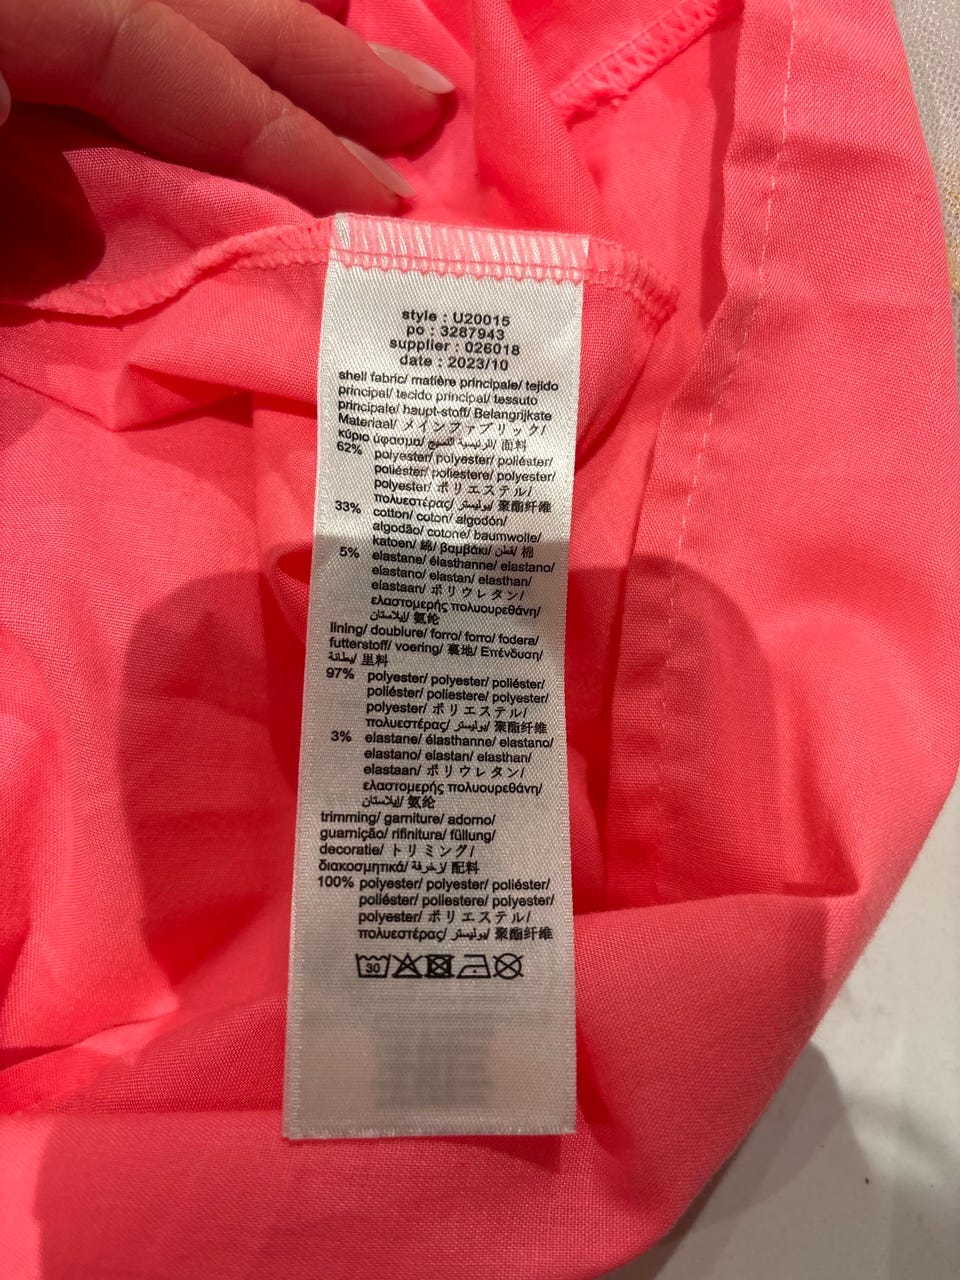 style : U20015
po : 3287943
supplier : 026018
date : 2023/10
shell fabric/ matière principale/ tejido
principal/ tecido principal/ tessuto
principale/ haupt-stoff/ Belangrijkste
Materiaal/ メインファブリック/
κύριο ύφασμα/ الرئيسية النسيج/ 面料
62% polyester/ polyester/ poliéster/
poliéster/ poliestere/ polyester/
polyester/ ポリエステル/
πολυεστέρας/ بوليستر/ 聚酯纤维
33% cotton/ coton/ algodón/
algodão/ cotone/ baumwolle/
katoen/ 綿/ βαμβάκι/ قطن/ 棉
5% elastane/ élasthanne/ elastano/
elastano/ elastan/ elasthan/
elastaan/ ポリウレタン/
ελαστομερής πολυουρεθάνη/
إيلاستان/ 氨纶
lining/ doublure/ forro/ forro/ fodera/
futterstoff/ voering/ 裏地/ Επένδυση/
بطانة/ 里料
97% polyester/ polyester/ poliéster/
poliéster/ poliestere/ polyester/
polyester/ ポリエステル/
πολυεστέρας/ بوليستر/ 聚酯纤维
3% elastane/ élasthanne/ elastano/
elastano/ elastan/ elasthan/
elastaan/ ポリウレタン/
ελαστομερής πολυουρεθάνη/
إيلاستان/ 氨纶
trimming/ garniture/ adorno/
guarnição/ rifinitura/ füllung/
decoratie/ トリミング/
διακοσμητικά/ زخرفة/ 配料
100% polyester/ polyester/ poliéster/
poliéster/ poliestere/ polyester/
polyester/ ポリエステル/
πολυεστέρας/ بوليستر/ 聚酯纤维
30